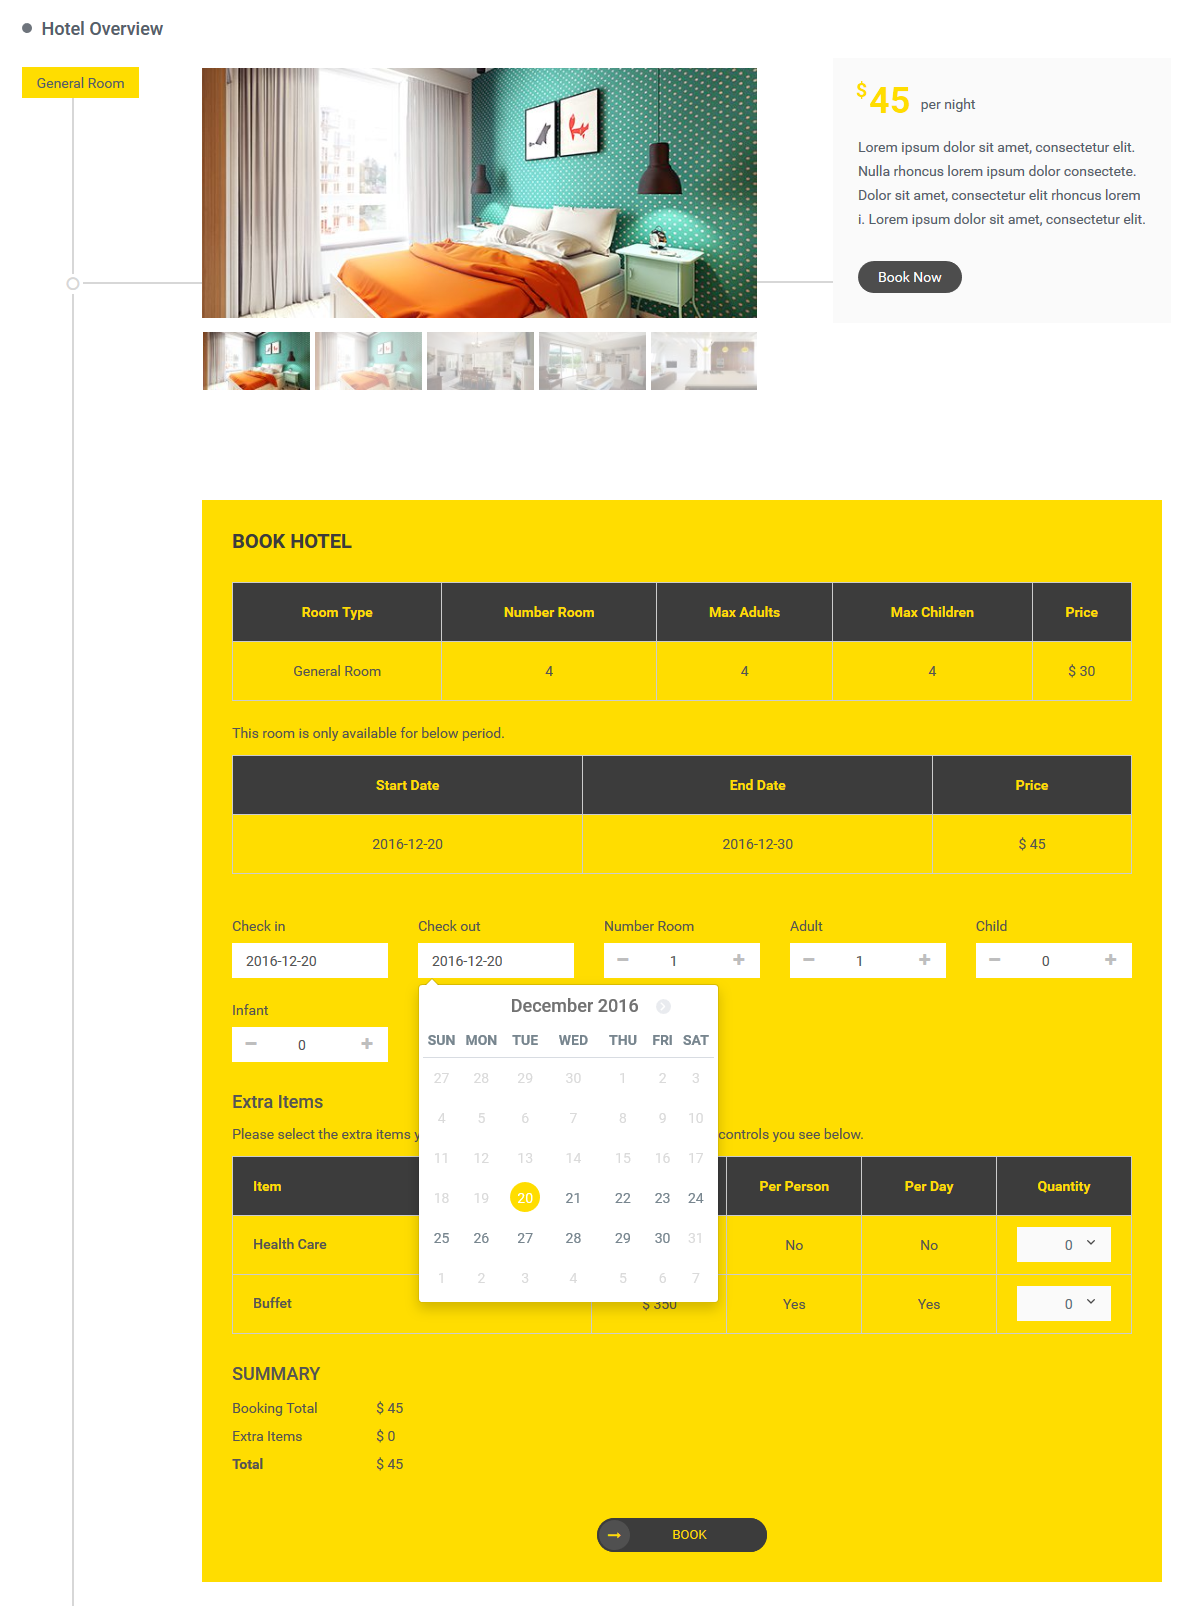 Hotel Overview
General Room
$45 per night
Lorem ipsum dolor sit amet, consectetur elit.
Nulla rhoncus lorem ipsum dolor consectete.
Dolor sit amet, consectetur elit rhoncus lorem
i. Lorem ipsum dolor sit amet, consectetur elit.
Book Now
BOOK HOTEL
Room Type Number Room Max Adults Max Children Price
General Room 4 4 4 $ 30
This room is only available for below period.
Start Date End Date Price
2016-12-20 2016-12-30 $ 45
Check in Check out Number Room Adult Child
2016-12-20 2016-12-20 1 1 0
Infant
0
December 2016
SUN MON TUE WED THU FRI SAT
27 28 29 30 1 2 3
4 5 6 7 8 9 10
11 12 13 14 15 16 17
18 19 20 21 22 23 24
25 26 27 28 29 30 31
1 2 3 4 5 6 7
Extra Items
Please select the extra items controls you see below.
Item Per Person Per Day Quantity
Health Care No No 0
Buffet $ 350 Yes Yes 0
SUMMARY
Booking Total $ 45
Extra Items $ 0
Total $ 45
BOOK